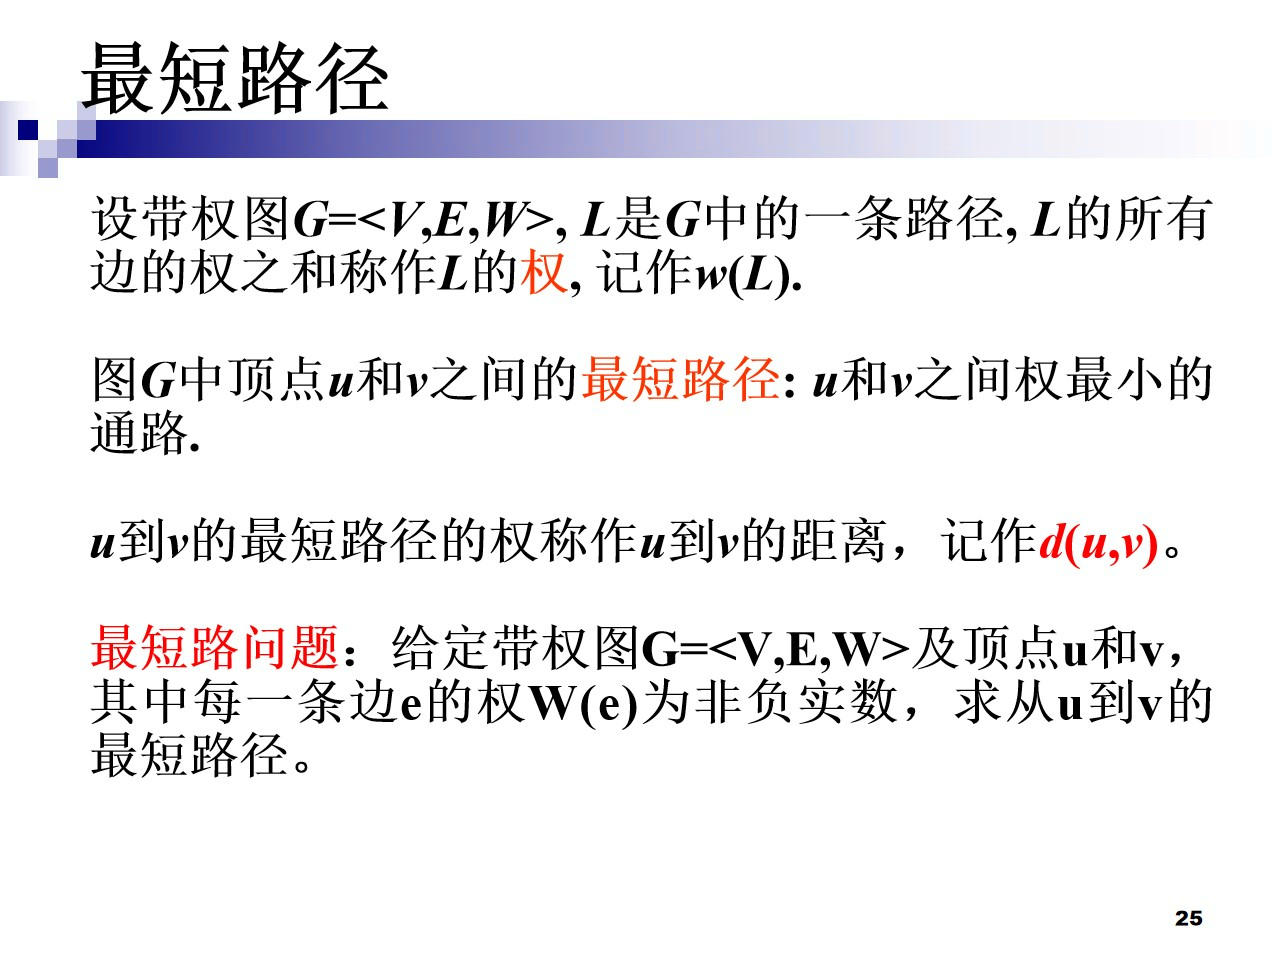 最短路径
设带权图G=<V,E,W>, L是G中的一条路径, L的所有
边的权之和称作L的权, 记作w(L).
图G中顶点u和v之间的最短路径: u和v之间权最小的
通路.
u到v的最短路径的权称作u到v的距离，记作d(u,v)。
最短路问题：给定带权图G=<V,E,W>及顶点u和v，
其中每一条边e的权W(e)为非负实数，求从u到v的
最短路径。
25